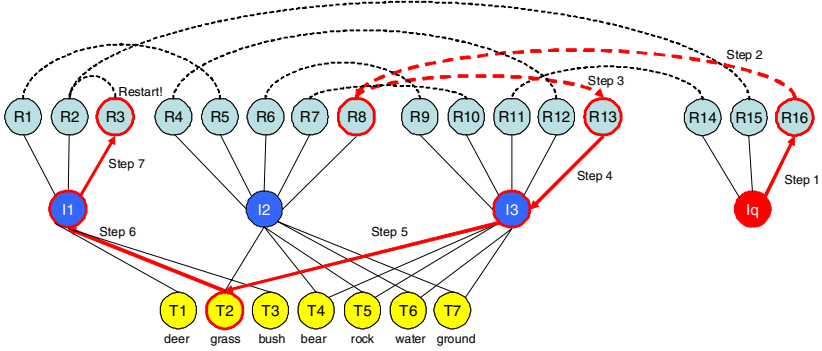 Step 2
Step 3
Restart!
R1 R2 R3 R4 R5 R6 R7 R8 R9 R10 R11 R12 R13 R14 R15 R16
Step 7
Step 4
Step 1
I1 I2 I3 Iq
Step 6
Step 5
T1 T2 T3 T4 T5 T6 T7
deer grass bush bear rock water ground